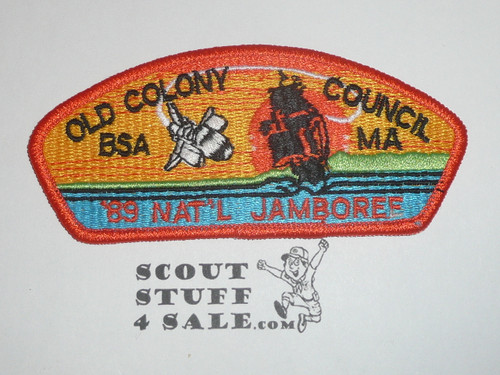 OLD COLONY COUNCIL
BSA MA
'89 NAT'L JAMBOREE
SCOUT
STUFF
4 SALE.com